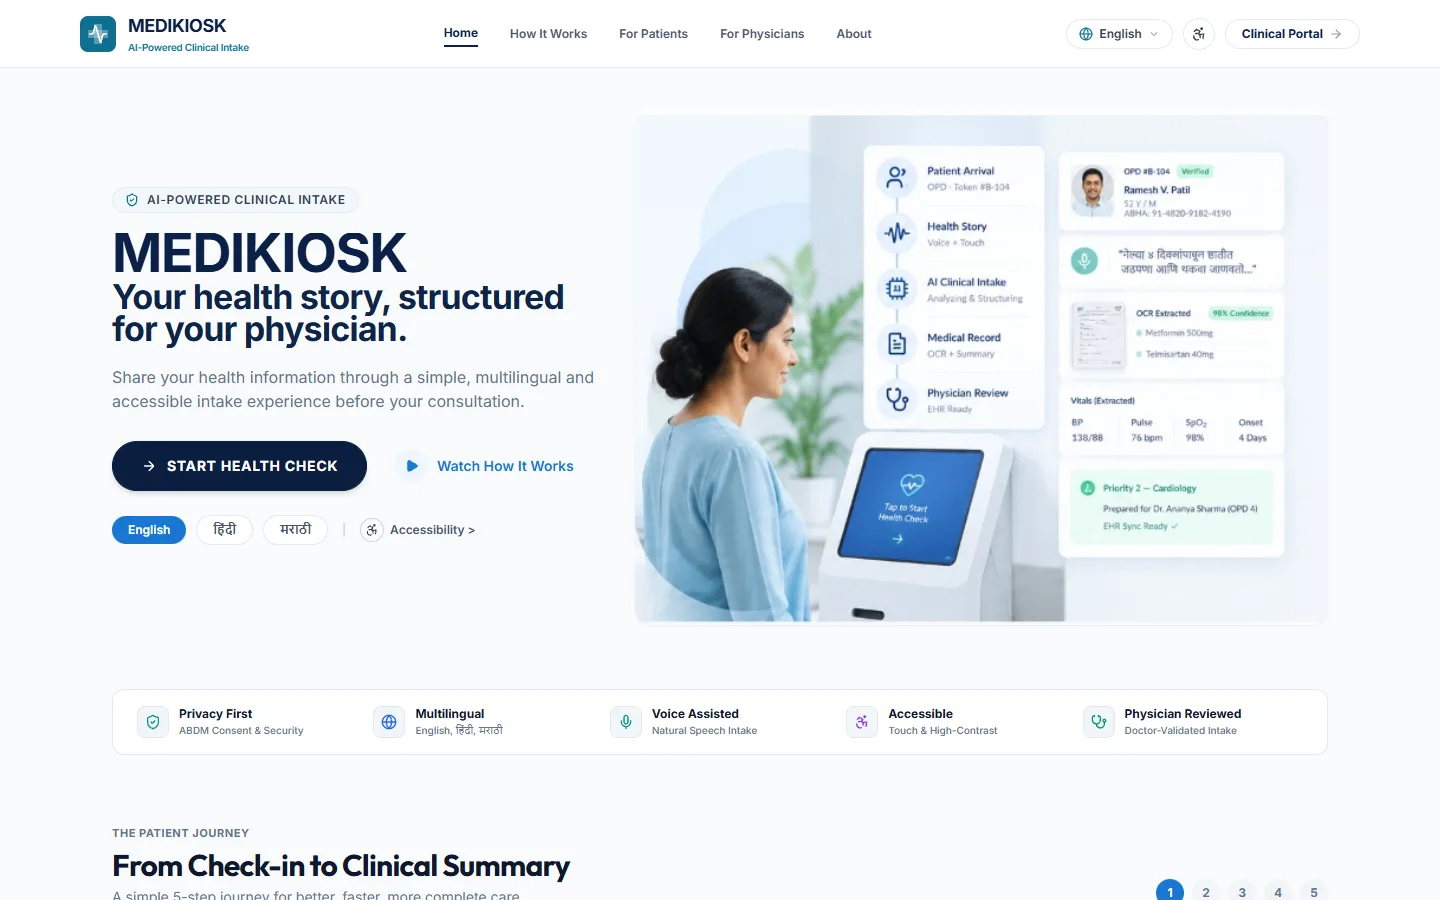 MEDIKIOSK
AI-Powered Clinical Intake
Home
How It Works
For Patients
For Physicians
About
English
Clinical Portal
AI-POWERED CLINICAL INTAKE
MEDIKIOSK
Your health story, structured
for your physician.
Share your health information through a simple, multilingual and
accessible intake experience before your consultation.
START HEALTH CHECK
Watch How It Works
English
हिंदी
मराठी
Accessibility >
Patient Arrival
OPD · Token #B-104
Health Story
Voice + Touch
AI Clinical Intake
Analyzing & Structuring
Medical Record
OCR + Summary
Physician Review
EHR Ready
Tap to Start
Health Check
OPD #B-104 Verified
Ramesh V. Patil
52 Y / M
ABHA: 91-4820-9182-4190
"गेल्या ४ दिवसांपासून छातीत
जडपणा आणि थकवा जाणवतो..."
OCR Extracted 98% Confidence
Metformin 500mg
Telmisartan 40mg
Vitals (Extracted)
BP Pulse SpO₂ Onset
138/88 76 bpm 98% 4 Days
Priority 2 — Cardiology
Prepared for Dr. Ananya Sharma (OPD 4)
EHR Sync Ready ✓
Privacy First
ABDM Consent & Security
Multilingual
English, हिंदी, मराठी
Voice Assisted
Natural Speech Intake
Accessible
Touch & High-Contrast
Physician Reviewed
Doctor-Validated Intake
THE PATIENT JOURNEY
From Check-in to Clinical Summary
A simple 5-step journey for better, faster, more complete care
1 2 3 4 5